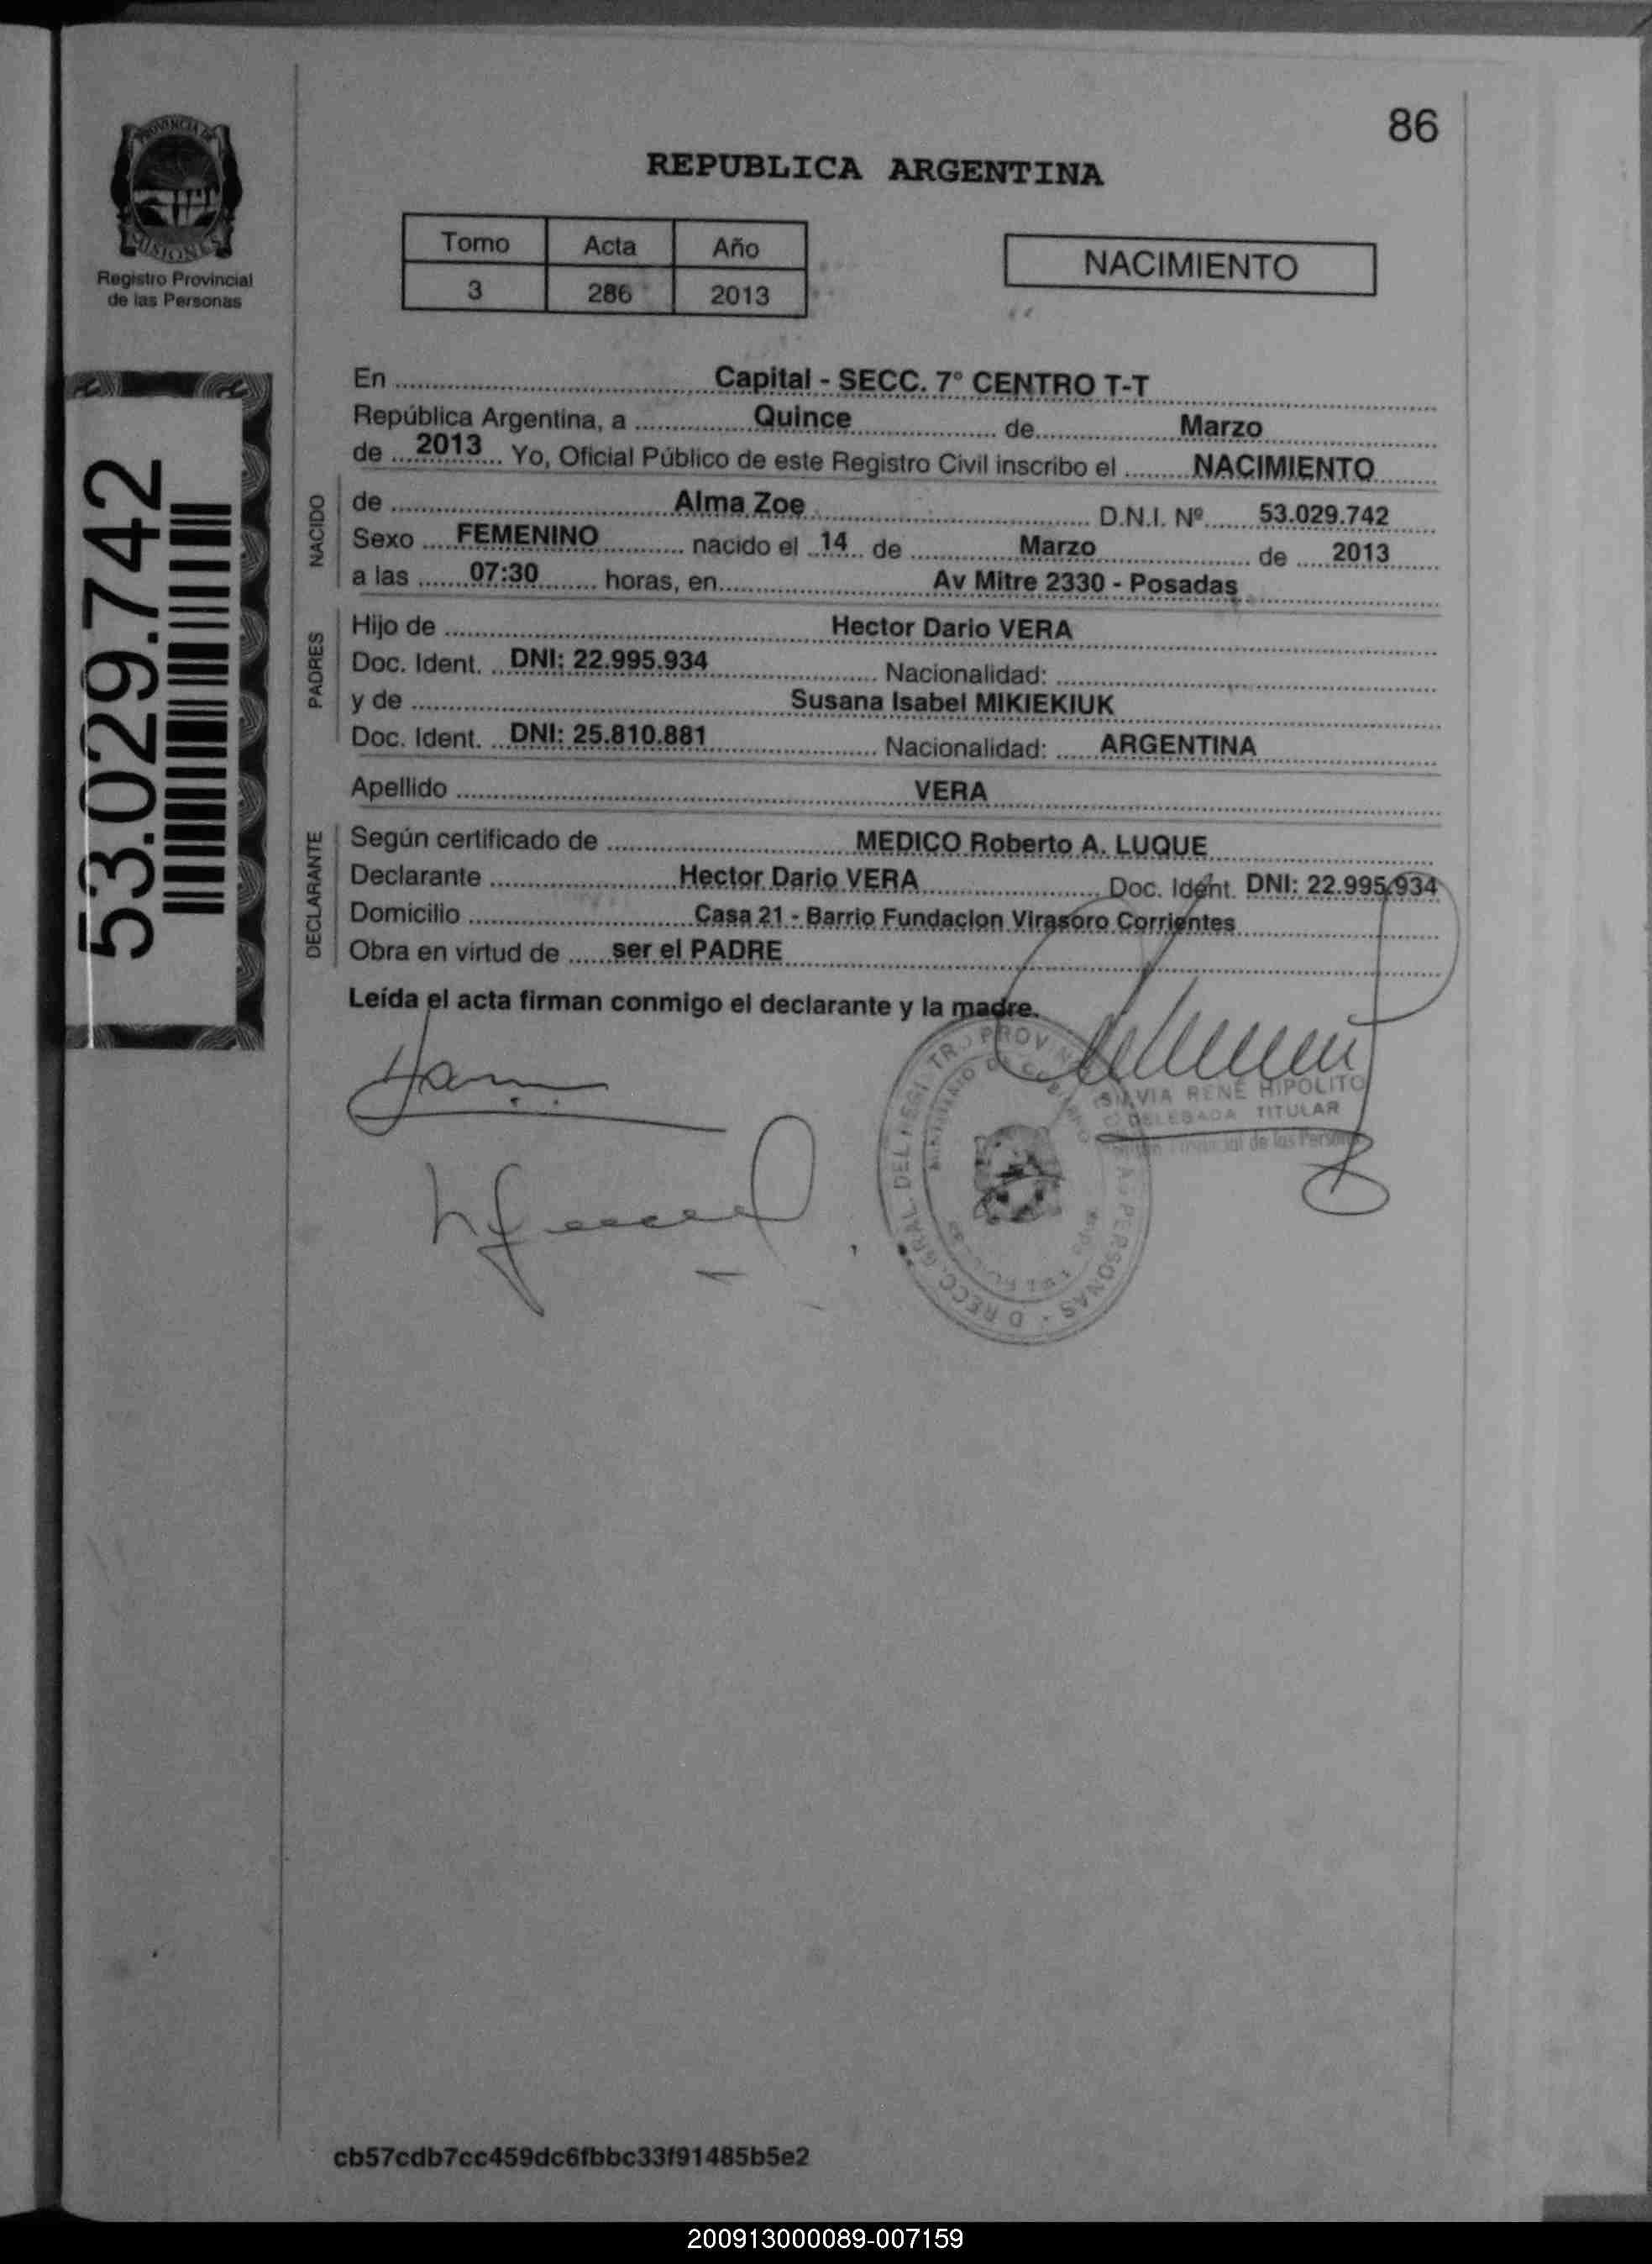 86
PROVINCIA DE
MISIONES
Registro Provincial
de las Personas
REPUBLICA ARGENTINA
Tomo Acta Año
3 286 2013
NACIMIENTO
53.029.742
En Capital - SECC. 7° CENTRO T-T
República Argentina, a Quince de Marzo
de 2013 Yo, Oficial Público de este Registro Civil inscribo el NACIMIENTO
NACIDO
de Alma Zoe D.N.I. Nº 53.029.742
Sexo FEMENINO nacido el 14 de Marzo de 2013
a las 07:30 horas, en Av Mitre 2330 - Posadas
PADRES
Hijo de Hector Dario VERA
Doc. Ident. DNI: 22.995.934 Nacionalidad:
y de Susana Isabel MIKIEKIUK
Doc. Ident. DNI: 25.810.881 Nacionalidad: ARGENTINA
Apellido VERA
DECLARANTE
Según certificado de MEDICO Roberto A. LUQUE
Declarante Hector Dario VERA Doc. Ident. DNI: 22.995.934
Domicilio Casa 21 - Barrio Fundacion Virasoro Corrientes
Obra en virtud de ser el PADRE
Leída el acta firman conmigo el declarante y la madre.
SILVIA RENE HIPOLITO
DELEGADA TITULAR
de las Personas
cb57cdb7cc459dc6fbbc33f91485b5e2
200913000089-007159